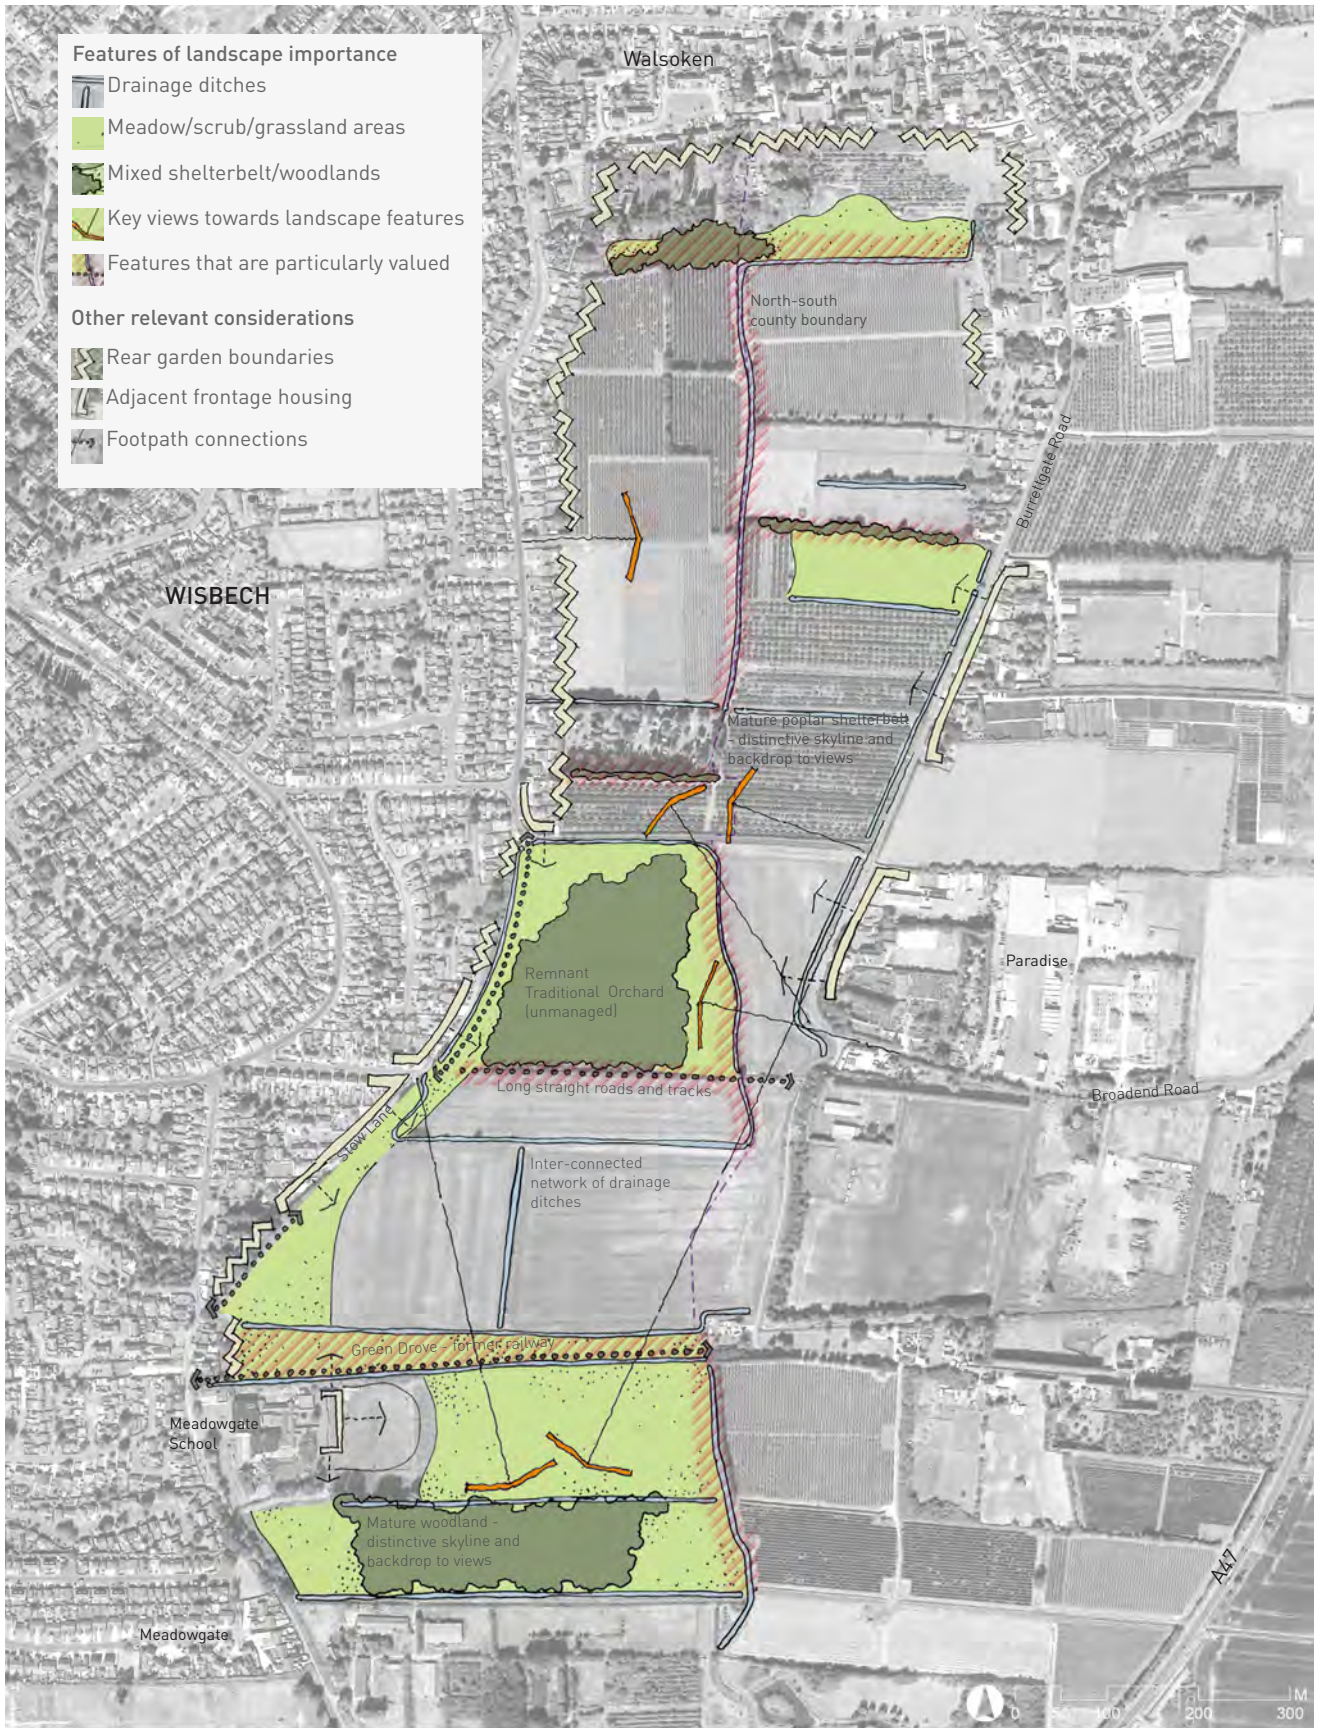 Features of landscape importance
Drainage ditches
Meadow/scrub/grassland areas
Mixed shelterbelt/woodlands
Key views towards landscape features
Features that are particularly valued
Other relevant considerations
Rear garden boundaries
Adjacent frontage housing
Footpath connections
Walsoken
North-south
county boundary
Burrettgate Road
WISBECH
Mature poplar shelterbelt
- distinctive skyline and
backdrop to views
Remnant
Traditional Orchard
(unmanaged)
Paradise
Long straight roads and tracks
Broadend Road
Stow Lane
Inter-connected
network of drainage
ditches
Green Drove - former railway
Meadowgate
School
Mature woodland -
distinctive skyline and
backdrop to views
A47
Meadowgate
M
0 50 100 200 300